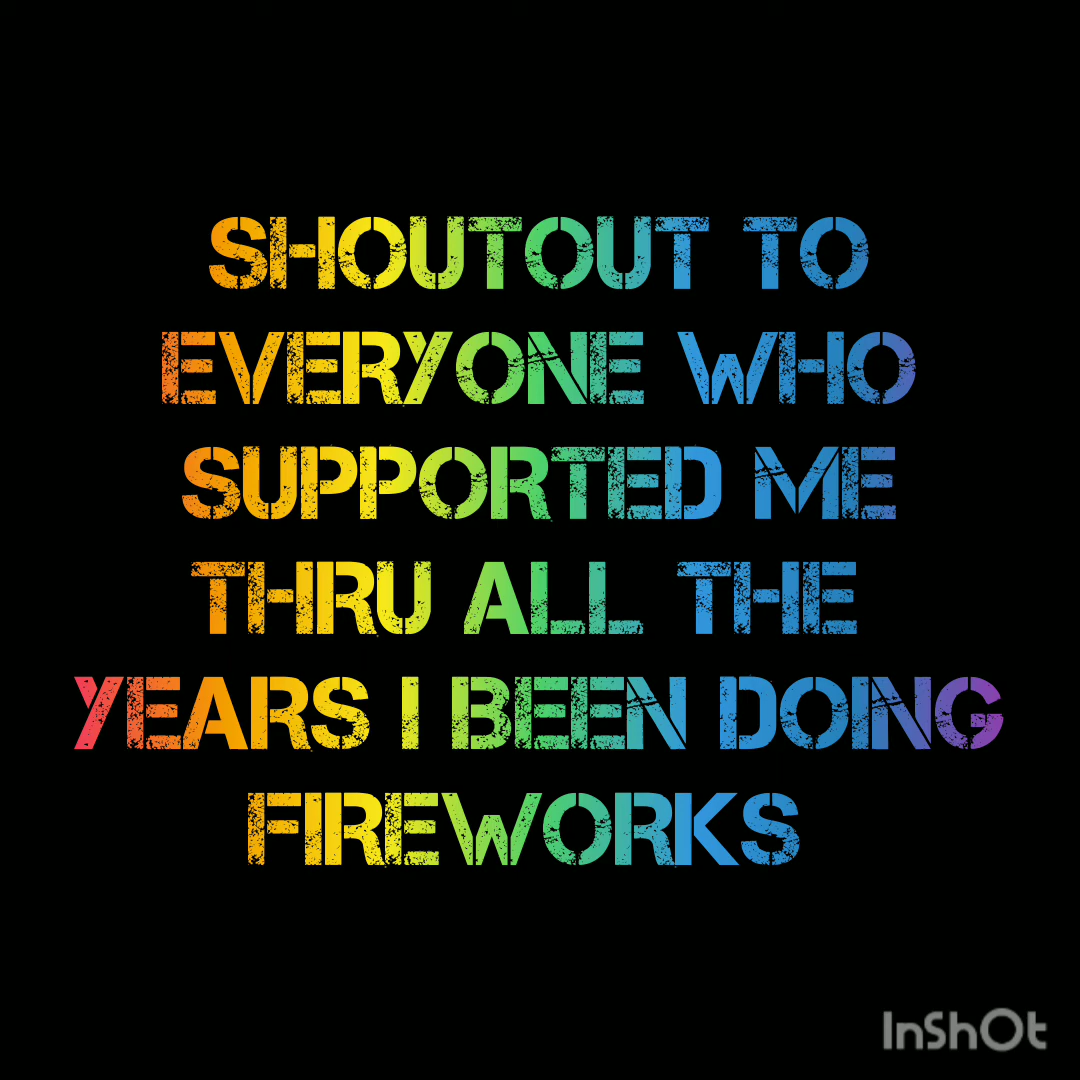 SHOUTOUT TO
EVERYONE WHO
SUPPORTED ME
THRU ALL THE
YEARS I BEEN DOING
FIREWORKS
InShOt